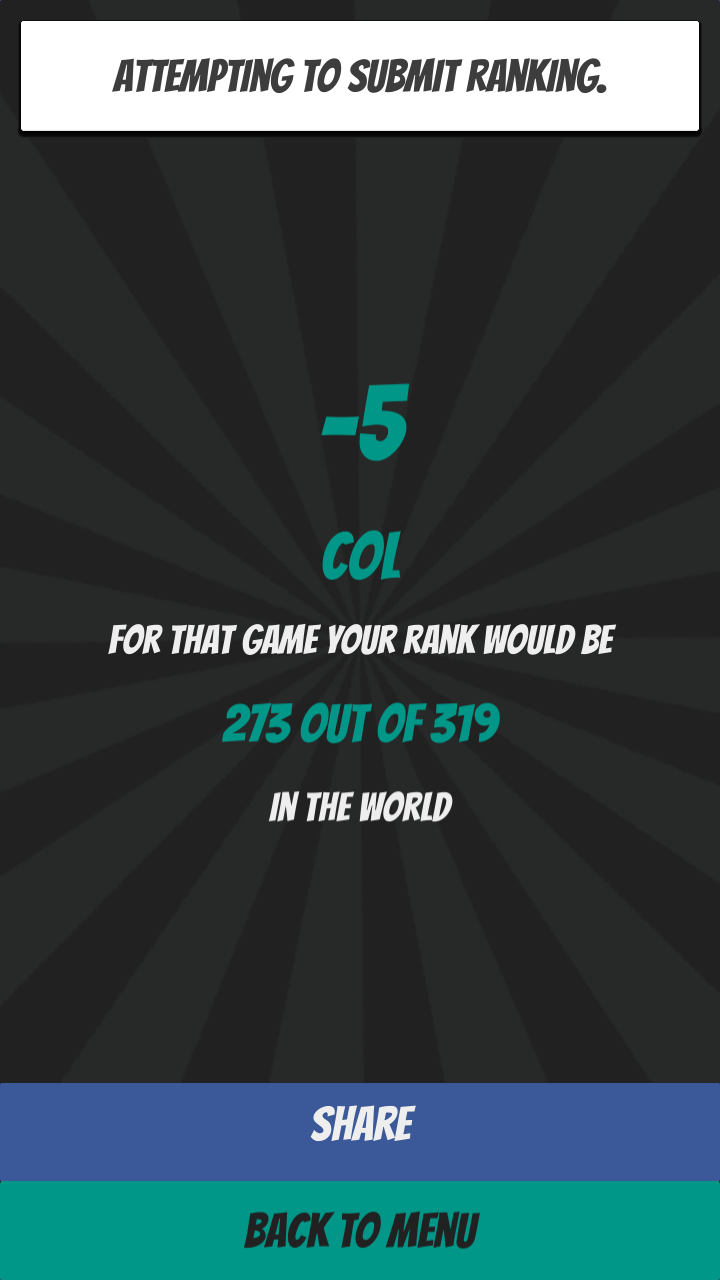 ATTEMPTING TO SUBMIT RANKING.
-5
COL
FOR THAT GAME YOUR RANK WOULD BE
273 OUT OF 319
IN THE WORLD
SHARE
BACK TO MENU